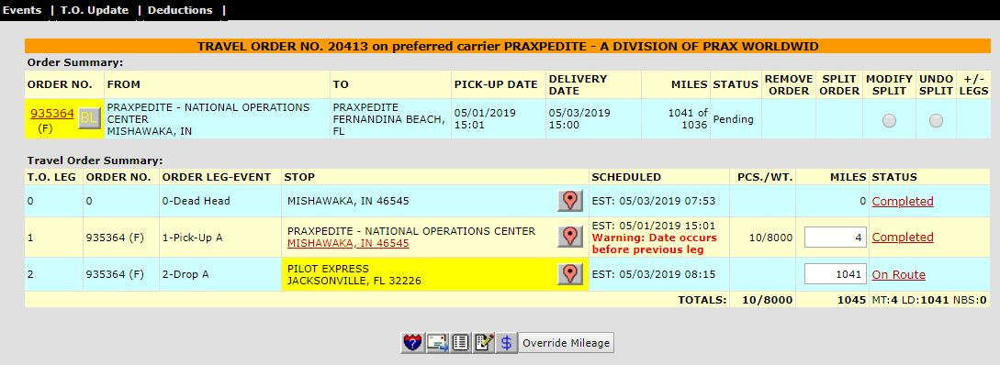 Events | T.O. Update | Deductions |
TRAVEL ORDER NO. 20413 on preferred carrier PRAXPEDITE - A DIVISION OF PRAX WORLDWID
Order Summary:
ORDER NO. FROM TO PICK-UP DATE DELIVERY DATE MILES STATUS REMOVE ORDER SPLIT ORDER MODIFY SPLIT UNDO SPLIT +/- LEGS
935364 (F) BL PRAXPEDITE - NATIONAL OPERATIONS CENTER MISHAWAKA, IN PRAXPEDITE FERNANDINA BEACH, FL 05/01/2019 15:01 05/03/2019 15:00 1041 of 1036 Pending
Travel Order Summary:
T.O. LEG ORDER NO. ORDER LEG-EVENT STOP SCHEDULED PCS./WT. MILES STATUS
0 0 0-Dead Head MISHAWAKA, IN 46545 EST: 05/03/2019 07:53 0 Completed
1 935364 (F) 1-Pick-Up A PRAXPEDITE - NATIONAL OPERATIONS CENTER MISHAWAKA, IN 46545 EST: 05/01/2019 15:01 Warning: Date occurs before previous leg 10/8000 4 Completed
2 935364 (F) 2-Drop A PILOT EXPRESS JACKSONVILLE, FL 32226 EST: 05/03/2019 08:15 1041 On Route
TOTALS: 10/8000 1045 MT:4 LD:1041 NBS:0
? $ Override Mileage